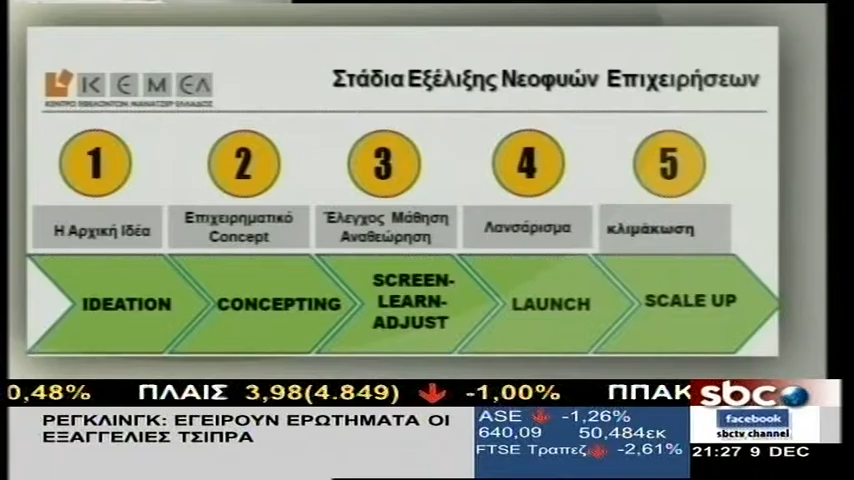 ΚΕΜΕΛ
ΚΕΝΤΡΟ ΕΘΕΛΟΝΤΩΝ ΜΑΝΑΤΖΕΡ ΕΛΛΑΔΟΣ
Στάδια Εξέλιξης Νεοφυών Επιχειρήσεων
1 2 3 4 5
Η Αρχική Ιδέα
Επιχειρηματικό
Concept
Έλεγχος Μάθηση
Αναθεώρηση
Λανσάρισμα
κλιμάκωση
IDEATION
CONCEPTING
SCREEN-
LEARN-
ADJUST
LAUNCH
SCALE UP
0,48% ΠΛΑΙΣ 3,98(4.849) -1,00% ΠΠΑΚ
sbc
ΡΕΓΚΛΙΝΓΚ: ΕΓΕΙΡΟΥΝ ΕΡΩΤΗΜΑΤΑ ΟΙ
ΕΞΑΓΓΕΛΙΕΣ ΤΣΙΠΡΑ
ASE -1,26%
640,09 50,484εκ
FTSE Τραπεζ -2,61%
facebook
sbctv channel
21:27 9 DEC